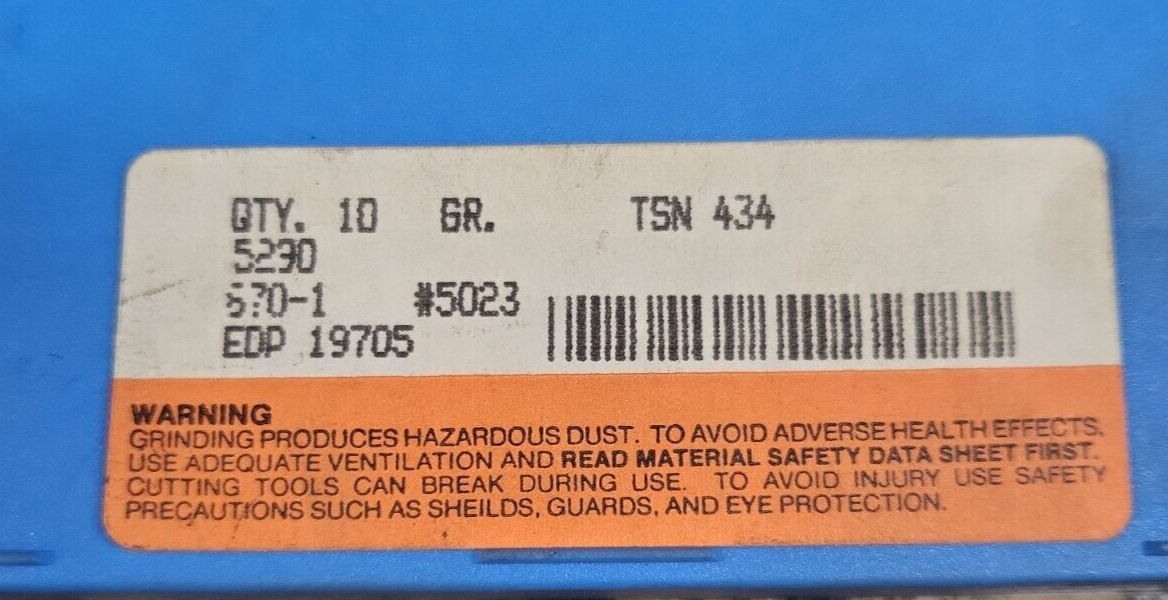 QTY. 10 GR. TSN 434
5230
#5023
EDP 19705
WARNING
GRINDING PRODUCES HAZARDOUS DUST. TO AVOID ADVERSE HEALTH EFFECTS.
USE ADEQUATE VENTILATION AND READ MATERIAL SAFETY DATA SHEET FIRST.
CUTTING TOOLS CAN BREAK DURING USE. TO AVOID INJURY USE SAFETY
PRECAUTIONS SUCH AS SHEILDS, GUARDS, AND EYE PROTECTION.